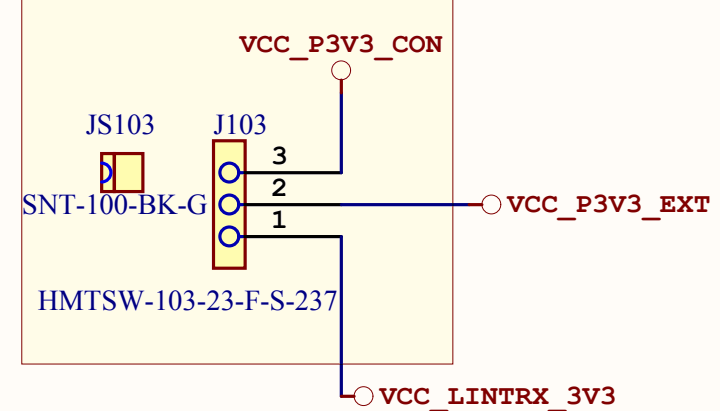 VCC_P3V3_CON
JS103
J103
3
2
1
SNT-100-BK-G
VCC_P3V3_EXT
HMTSW-103-23-F-S-237
VCC_LINTRX_3V3